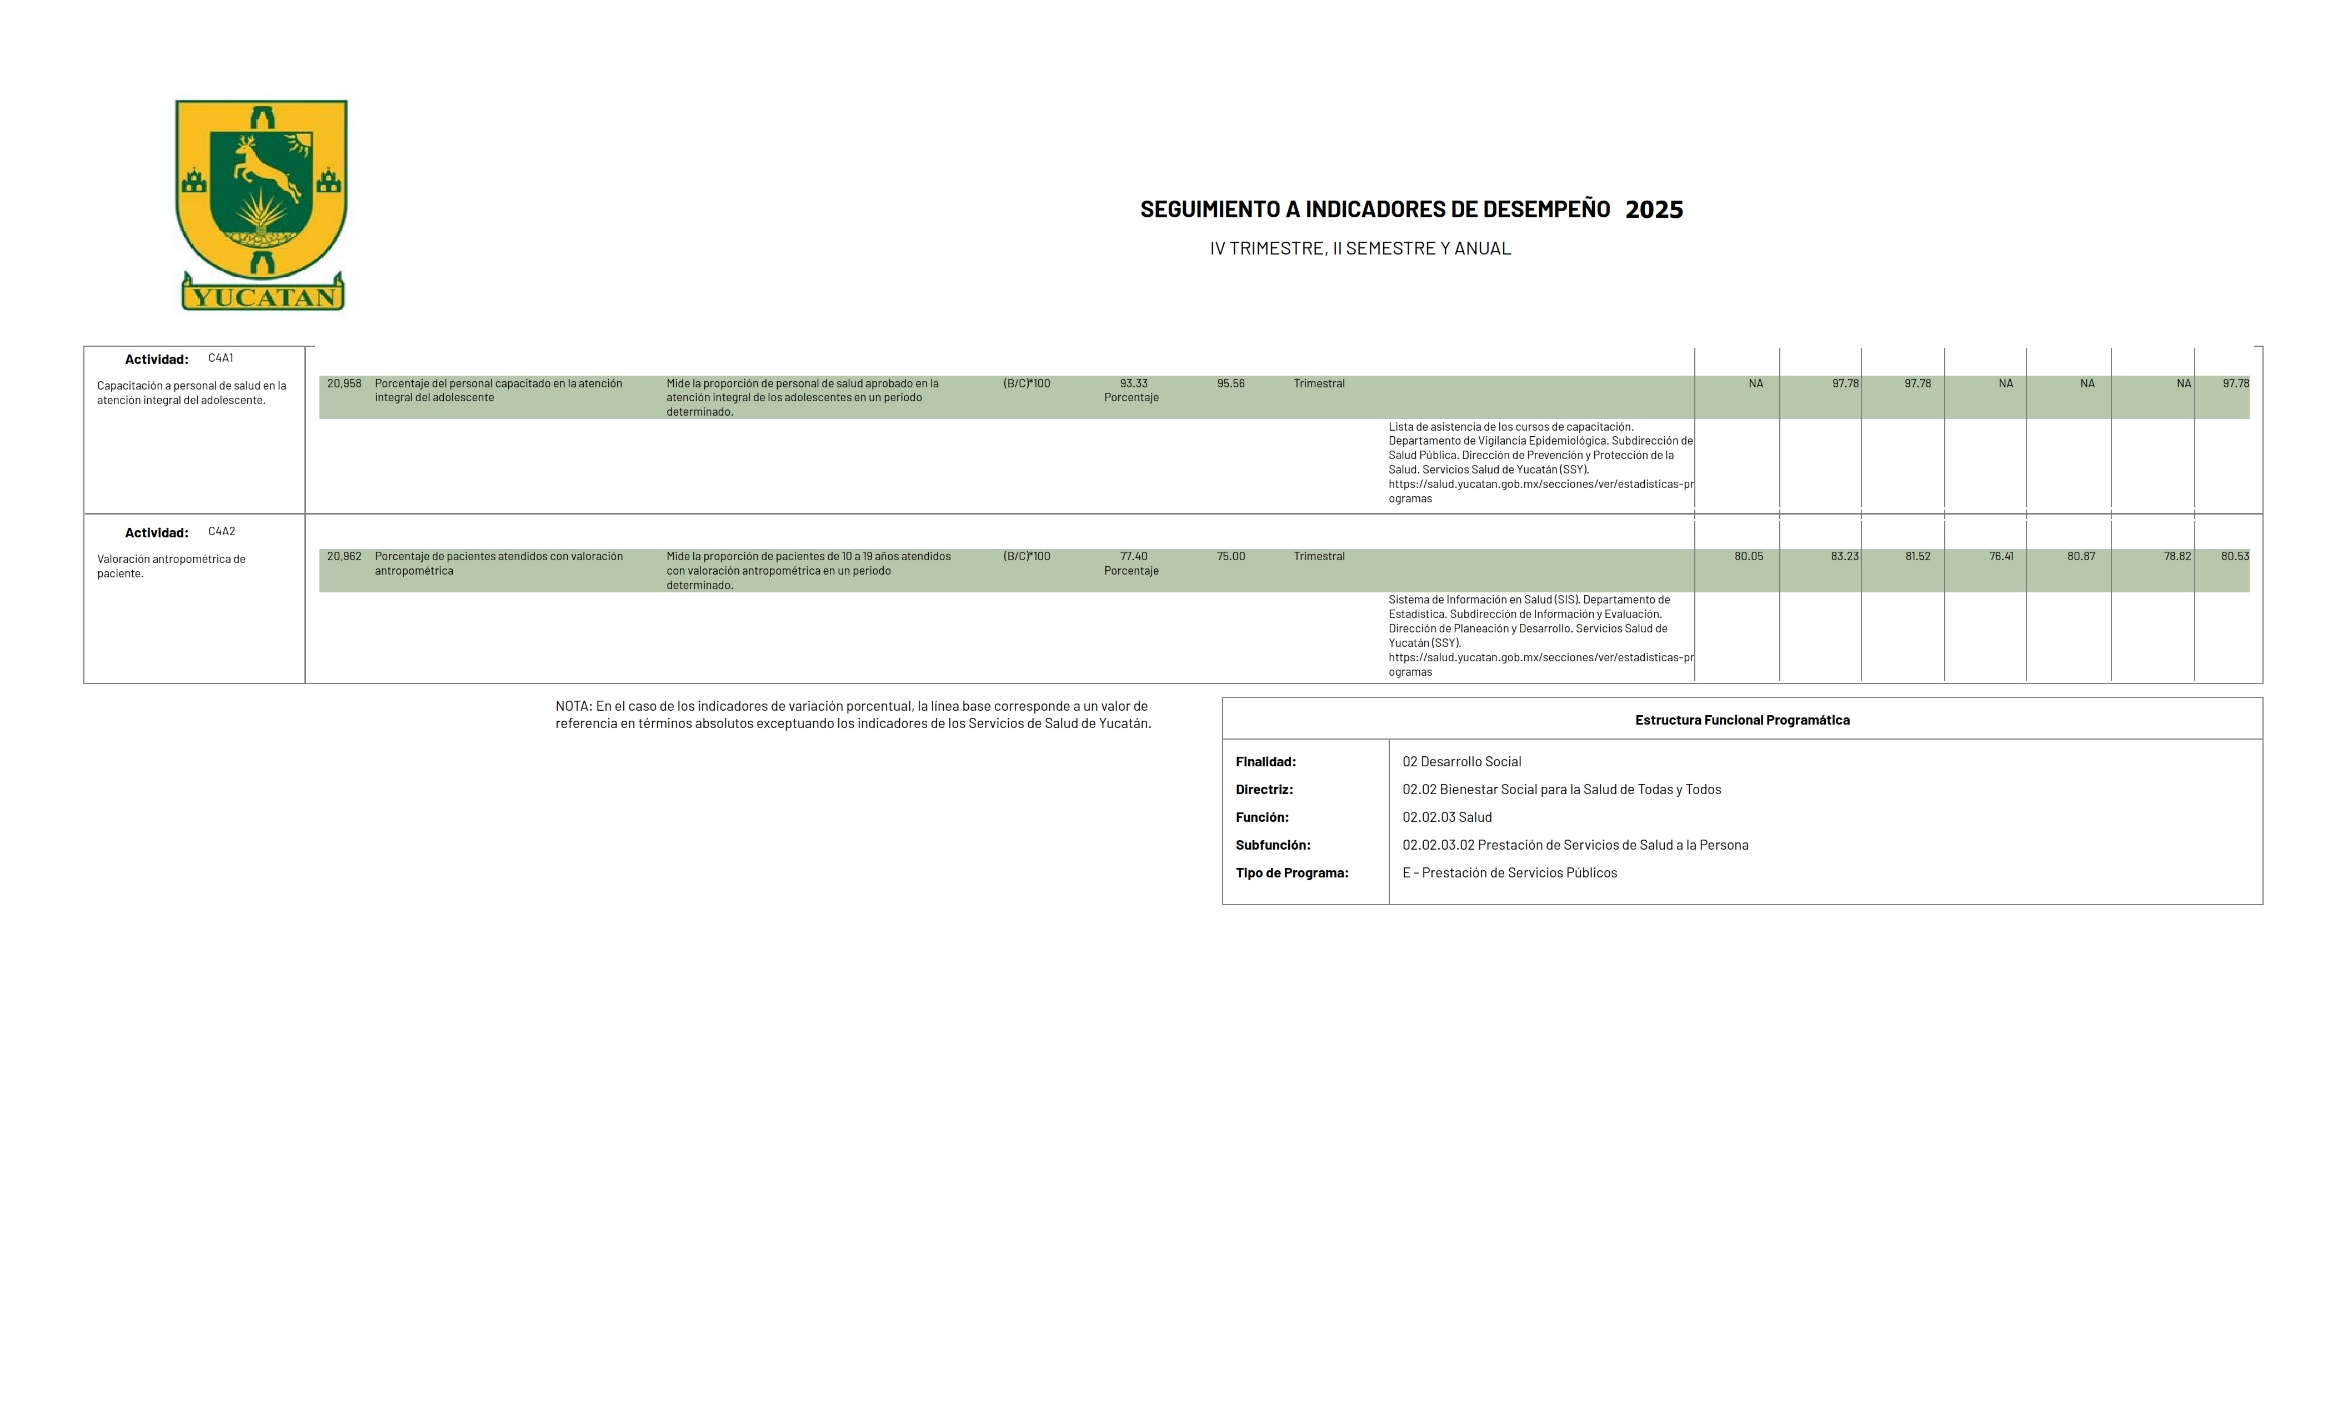 YUCATAN
SEGUIMIENTO A INDICADORES DE DESEMPEÑO 2025
IV TRIMESTRE, II SEMESTRE Y ANUAL
Actividad: C4A1
Capacitación a personal de salud en la
atención integral del adolescente.
20,958 Porcentaje del personal capacitado en la atención Mide la proporción de personal de salud aprobado en la (B/C)*100 93.33 95.56 Trimestral NA 97.78 97.78 NA NA NA 97.78
integral del adolescente atención integral de los adolescentes en un periodo Porcentaje
determinado.
Lista de asistencia de los cursos de capacitación.
Departamento de Vigilancia Epidemiológica. Subdirección de
Salud Pública. Dirección de Prevención y Protección de la
Salud. Servicios Salud de Yucatán (SSY).
https://salud.yucatan.gob.mx/secciones/ver/estadisticas-pr
ogramas
Actividad: C4A2
Valoración antropométrica de
paciente.
20,962 Porcentaje de pacientes atendidos con valoración Mide la proporción de pacientes de 10 a 19 años atendidos (B/C)*100 77.40 75.00 Trimestral 80.05 83.23 81.52 76.41 80.87 78.82 80.53
antropométrica con valoración antropométrica en un periodo Porcentaje
determinado.
Sistema de Información en Salud (SIS). Departamento de
Estadística. Subdirección de Información y Evaluación.
Dirección de Planeación y Desarrollo. Servicios Salud de
Yucatán (SSY).
https://salud.yucatan.gob.mx/secciones/ver/estadisticas-pr
ogramas
NOTA: En el caso de los indicadores de variación porcentual, la línea base corresponde a un valor de
referencia en términos absolutos exceptuando los indicadores de los Servicios de Salud de Yucatán.
Estructura Funcional Programática
Finalidad: 02 Desarrollo Social
Directriz: 02.02 Bienestar Social para la Salud de Todas y Todos
Función: 02.02.03 Salud
Subfunción: 02.02.03.02 Prestación de Servicios de Salud a la Persona
Tipo de Programa: E - Prestación de Servicios Públicos